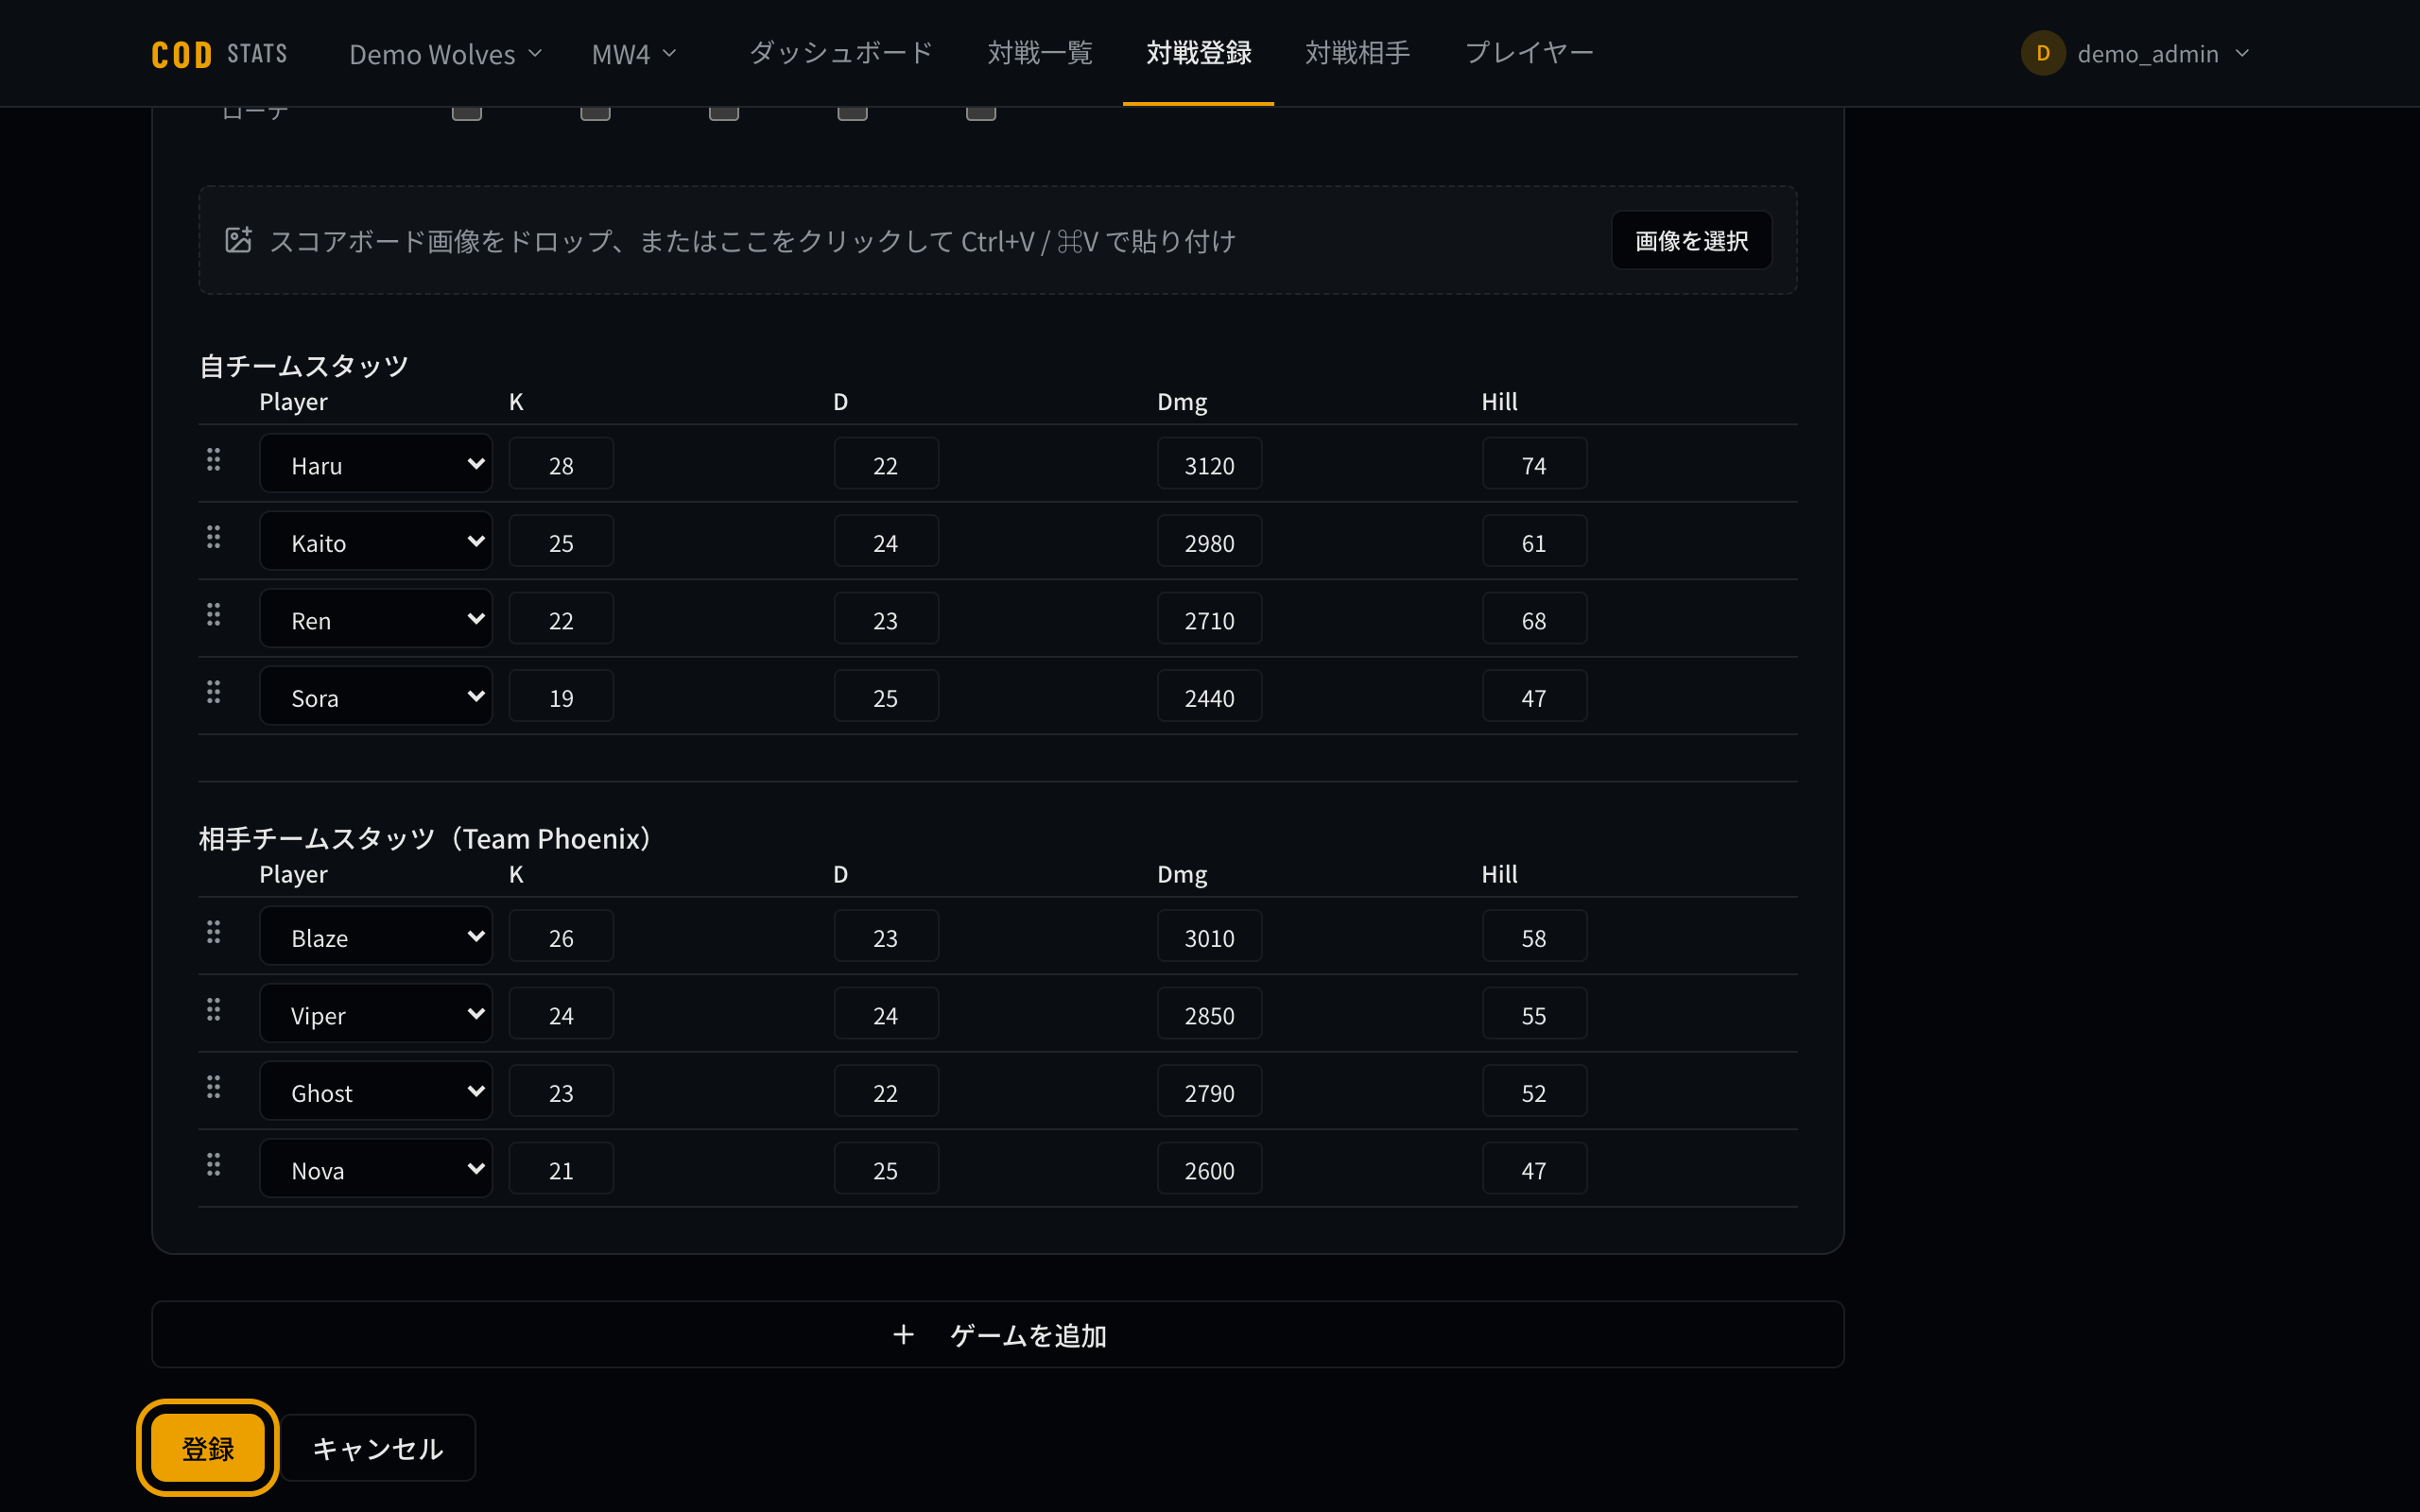 COD STATS Demo Wolves MW4 ダッシュボード 対戦一覧 対戦登録 対戦相手 プレイヤー D demo_admin
スコアボード画像をドロップ、またはここをクリックして Ctrl+V / ⌘V で貼り付け 画像を選択
自チームスタッツ
Player K D Dmg Hill
Haru 28 22 3120 74
Kaito 25 24 2980 61
Ren 22 23 2710 68
Sora 19 25 2440 47
相手チームスタッツ（Team Phoenix）
Player K D Dmg Hill
Blaze 26 23 3010 58
Viper 24 24 2850 55
Ghost 23 22 2790 52
Nova 21 25 2600 47
ゲームを追加
登録 キャンセル